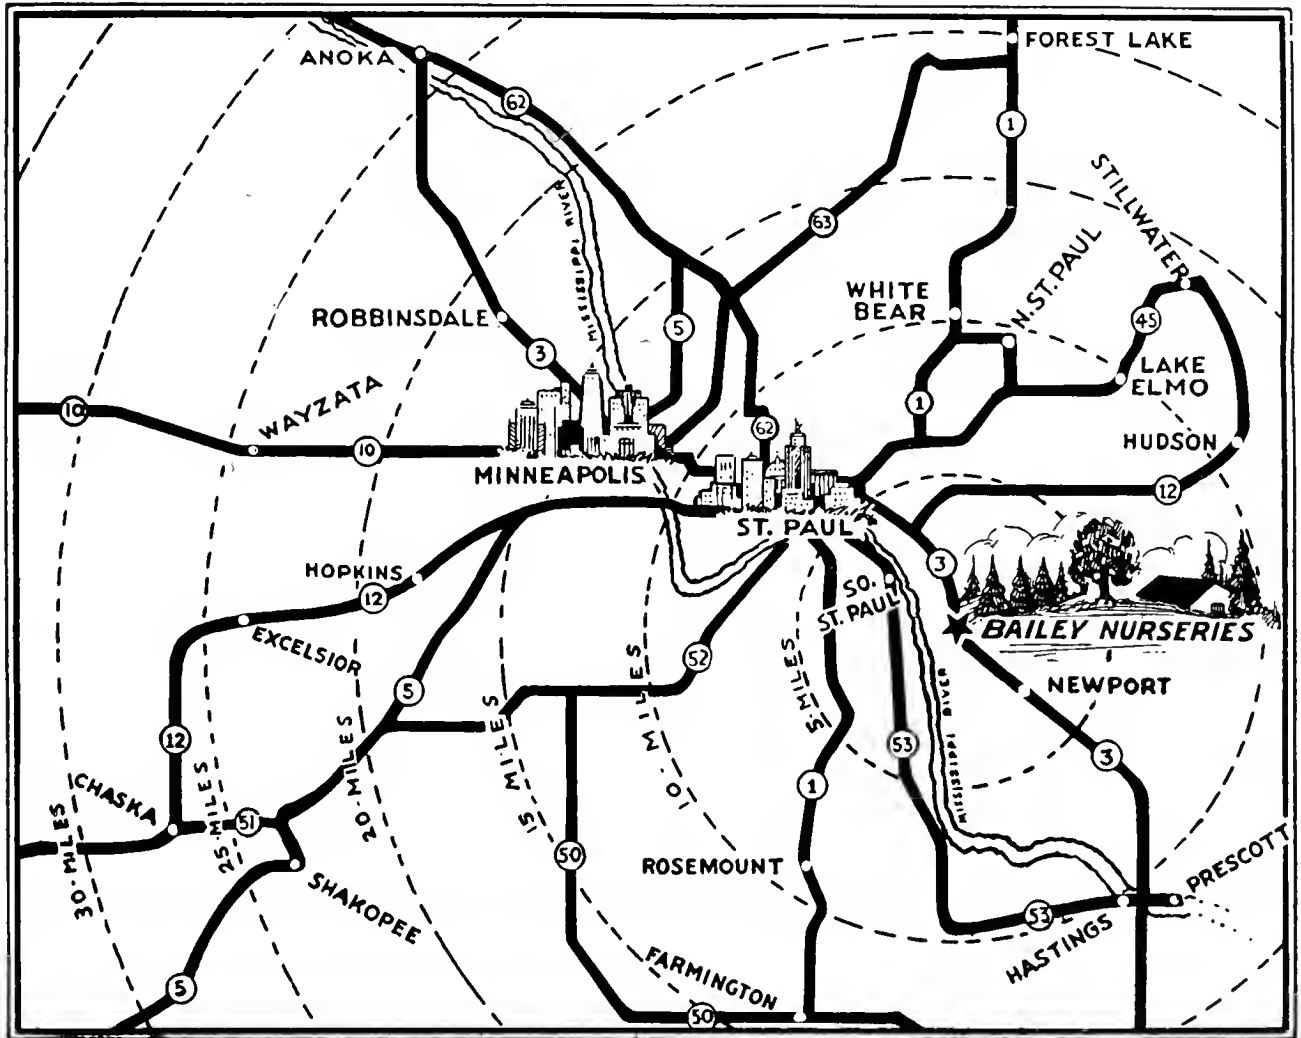 ANOKA
FOREST LAKE
62
1
STILLWATER
63
MISSISSIPPI RIVER
N. ST. PAUL
WHITE
BEAR
ROBBINSDALE
5
45
3
LAKE
ELMO
WAYZATA
10
1
62
10
HUDSON
MINNEAPOLIS
12
ST. PAUL
HOPKINS
12
3
SO.
ST. PAUL
EXCELSIOR
BAILEY NURSERIES
52
5
NEWPORT
MISSISSIPPI RIVER
12
53
3
5 MILES
10 MILES
15 MILES
20 MILES
25 MILES
30 MILES
CHASKA
51
1
50
ROSEMOUNT
PRESCOTT
SHAKOPEE
53
HASTINGS
FARMINGTON
5
50